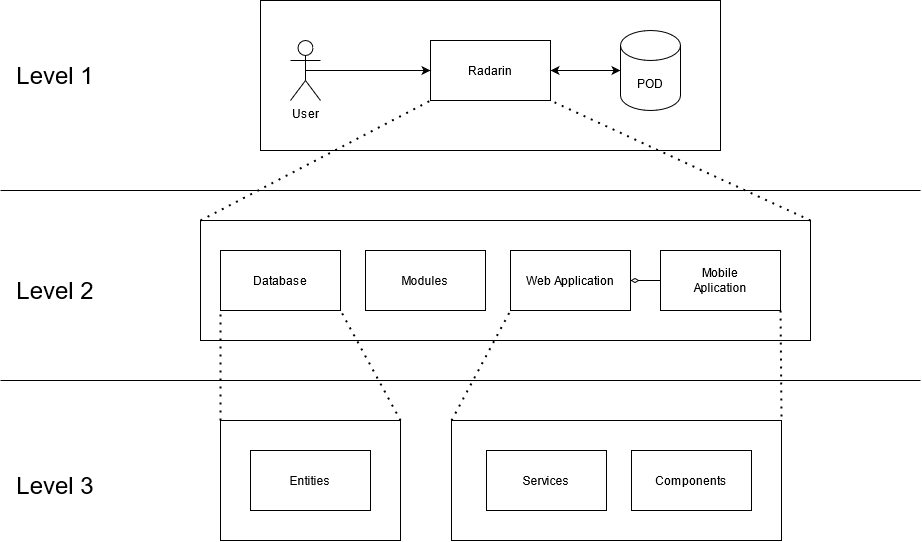 Level 1
User
Radarin
POD
Level 2
Database
Modules
Web Application
Mobile
Aplication
Level 3
Entities
Services
Components